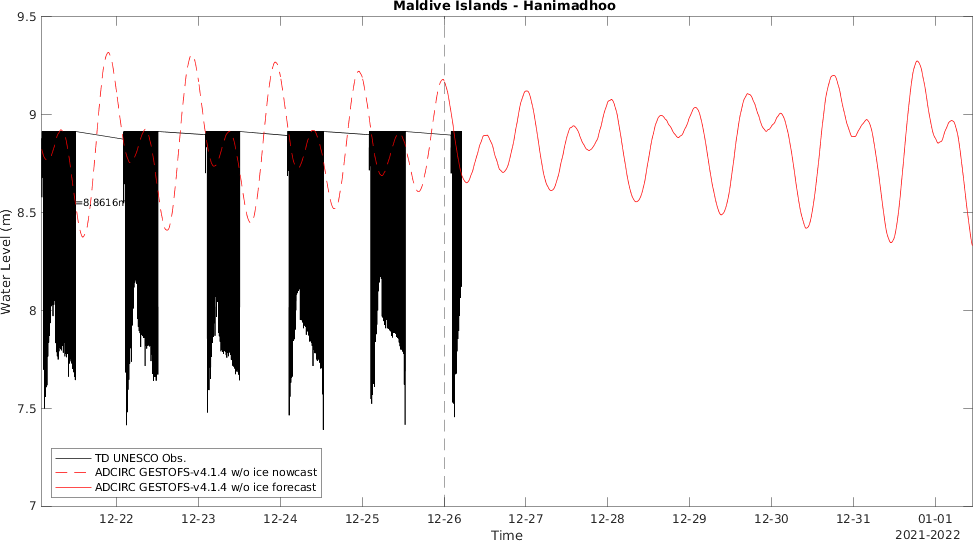 Maldive Islands - Hanimadhoo
9.5
9
8.5
8
7.5
7
Water Level (m)
=8.8616m
TD UNESCO Obs.
ADCIRC GESTOFS-v4.1.4 w/o ice nowcast
ADCIRC GESTOFS-v4.1.4 w/o ice forecast
12-22 12-23 12-24 12-25 12-26 12-27 12-28 12-29 12-30 12-31 01-01
Time
2021-2022